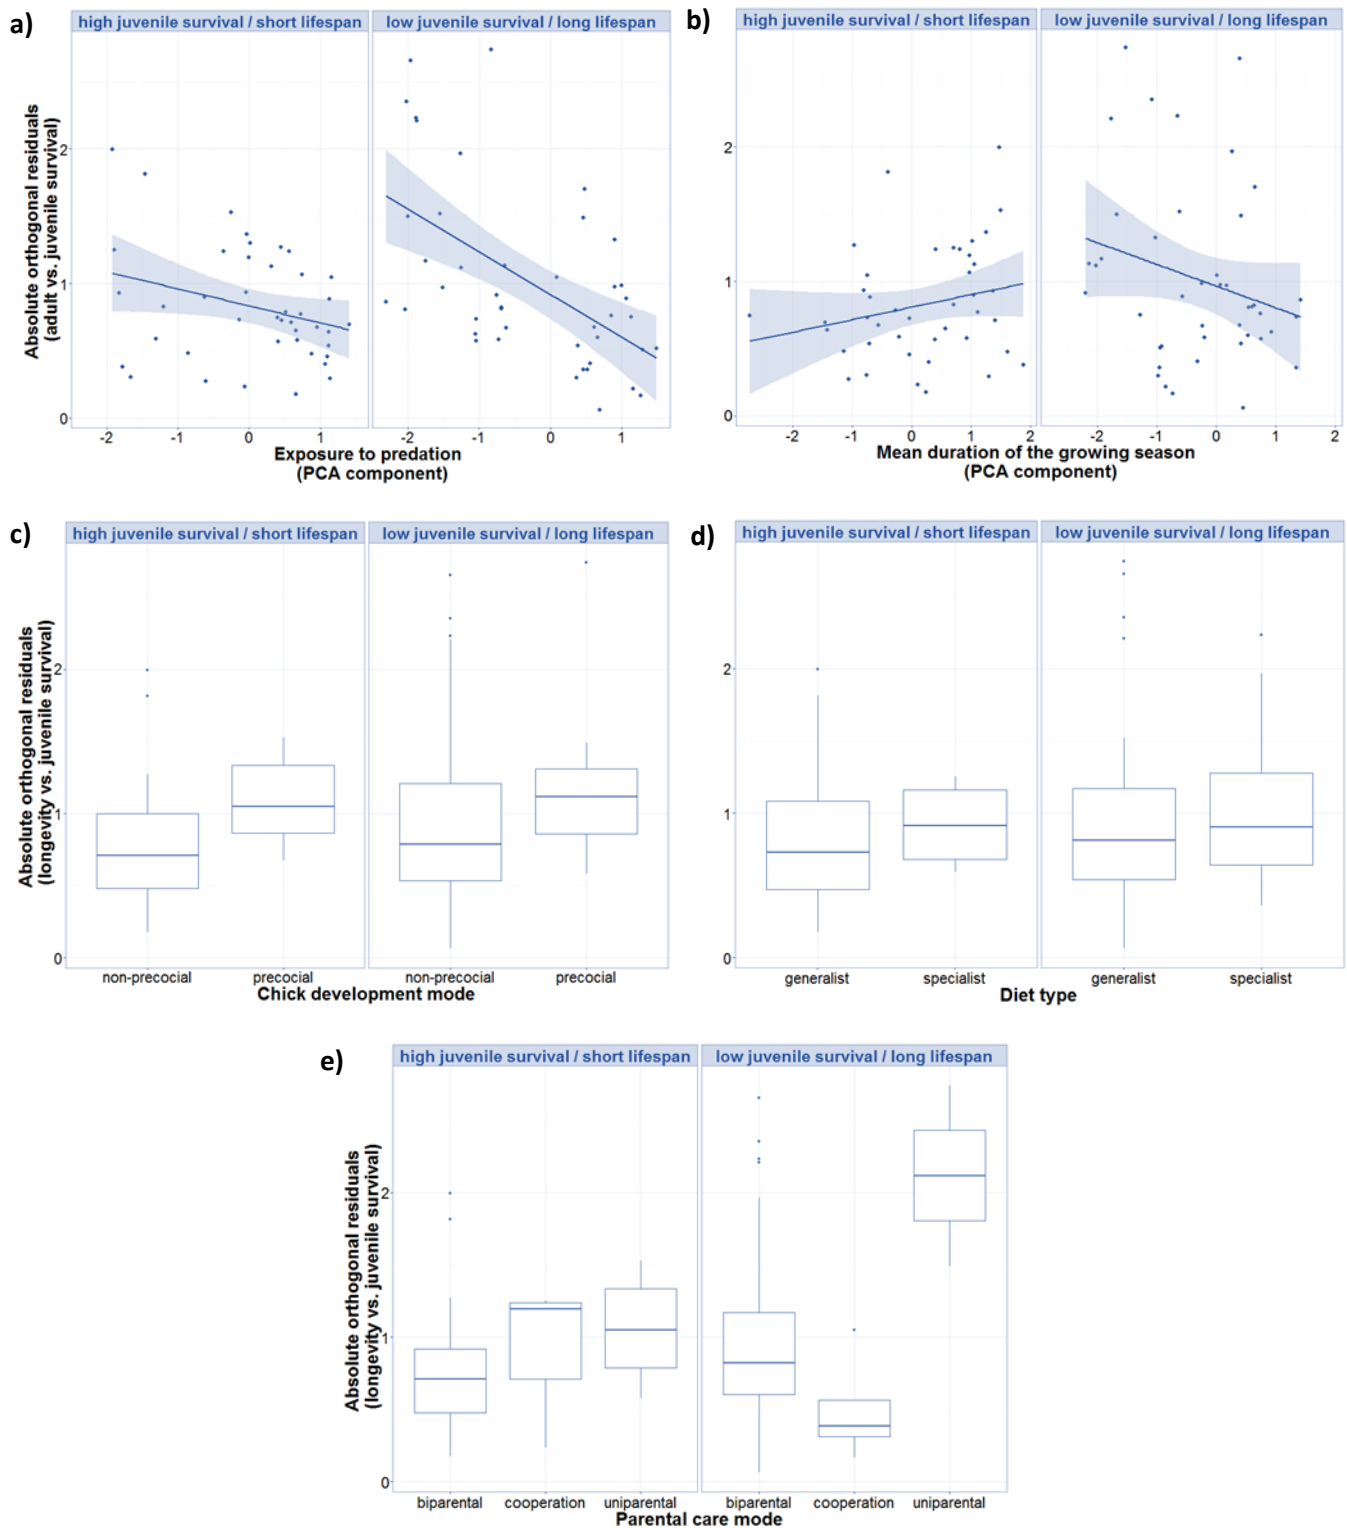 a)
high juvenile survival / short lifespan
low juvenile survival / long lifespan
Absolute orthogonal residuals
(adult vs. juvenile survival)
2
1
0
-2 -1 0 1
-2 -1 0 1
Exposure to predation
(PCA component)
b)
high juvenile survival / short lifespan
low juvenile survival / long lifespan
2
1
0
-2 -1 0 1 2
-2 -1 0 1 2
Mean duration of the growing season
(PCA component)
c)
high juvenile survival / short lifespan
low juvenile survival / long lifespan
Absolute orthogonal residuals
(longevity vs. juvenile survival)
2
1
0
non-precocial precocial
non-precocial precocial
Chick development mode
d)
high juvenile survival / short lifespan
low juvenile survival / long lifespan
2
1
0
generalist specialist
generalist specialist
Diet type
e)
high juvenile survival / short lifespan
low juvenile survival / long lifespan
Absolute orthogonal residuals
(longevity vs. juvenile survival)
2
1
0
biparental cooperation uniparental
biparental cooperation uniparental
Parental care mode